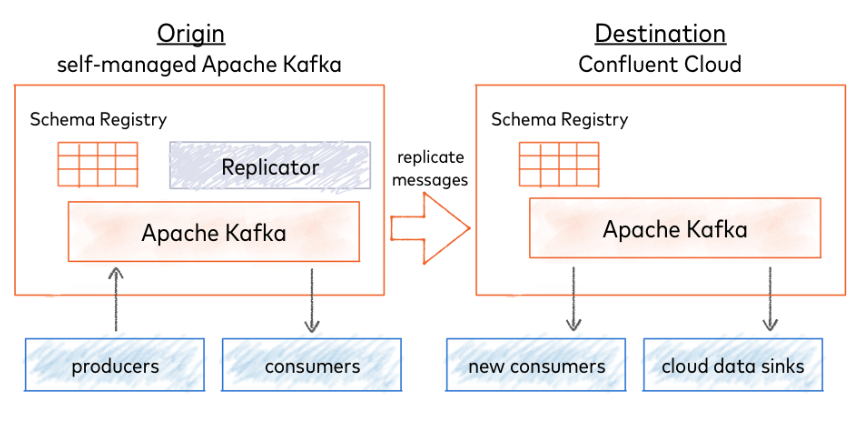 Origin
self-managed Apache Kafka
Schema Registry
Replicator
Apache Kafka
producers
consumers
replicate
messages
Destination
Confluent Cloud
Schema Registry
Apache Kafka
new consumers
cloud data sinks